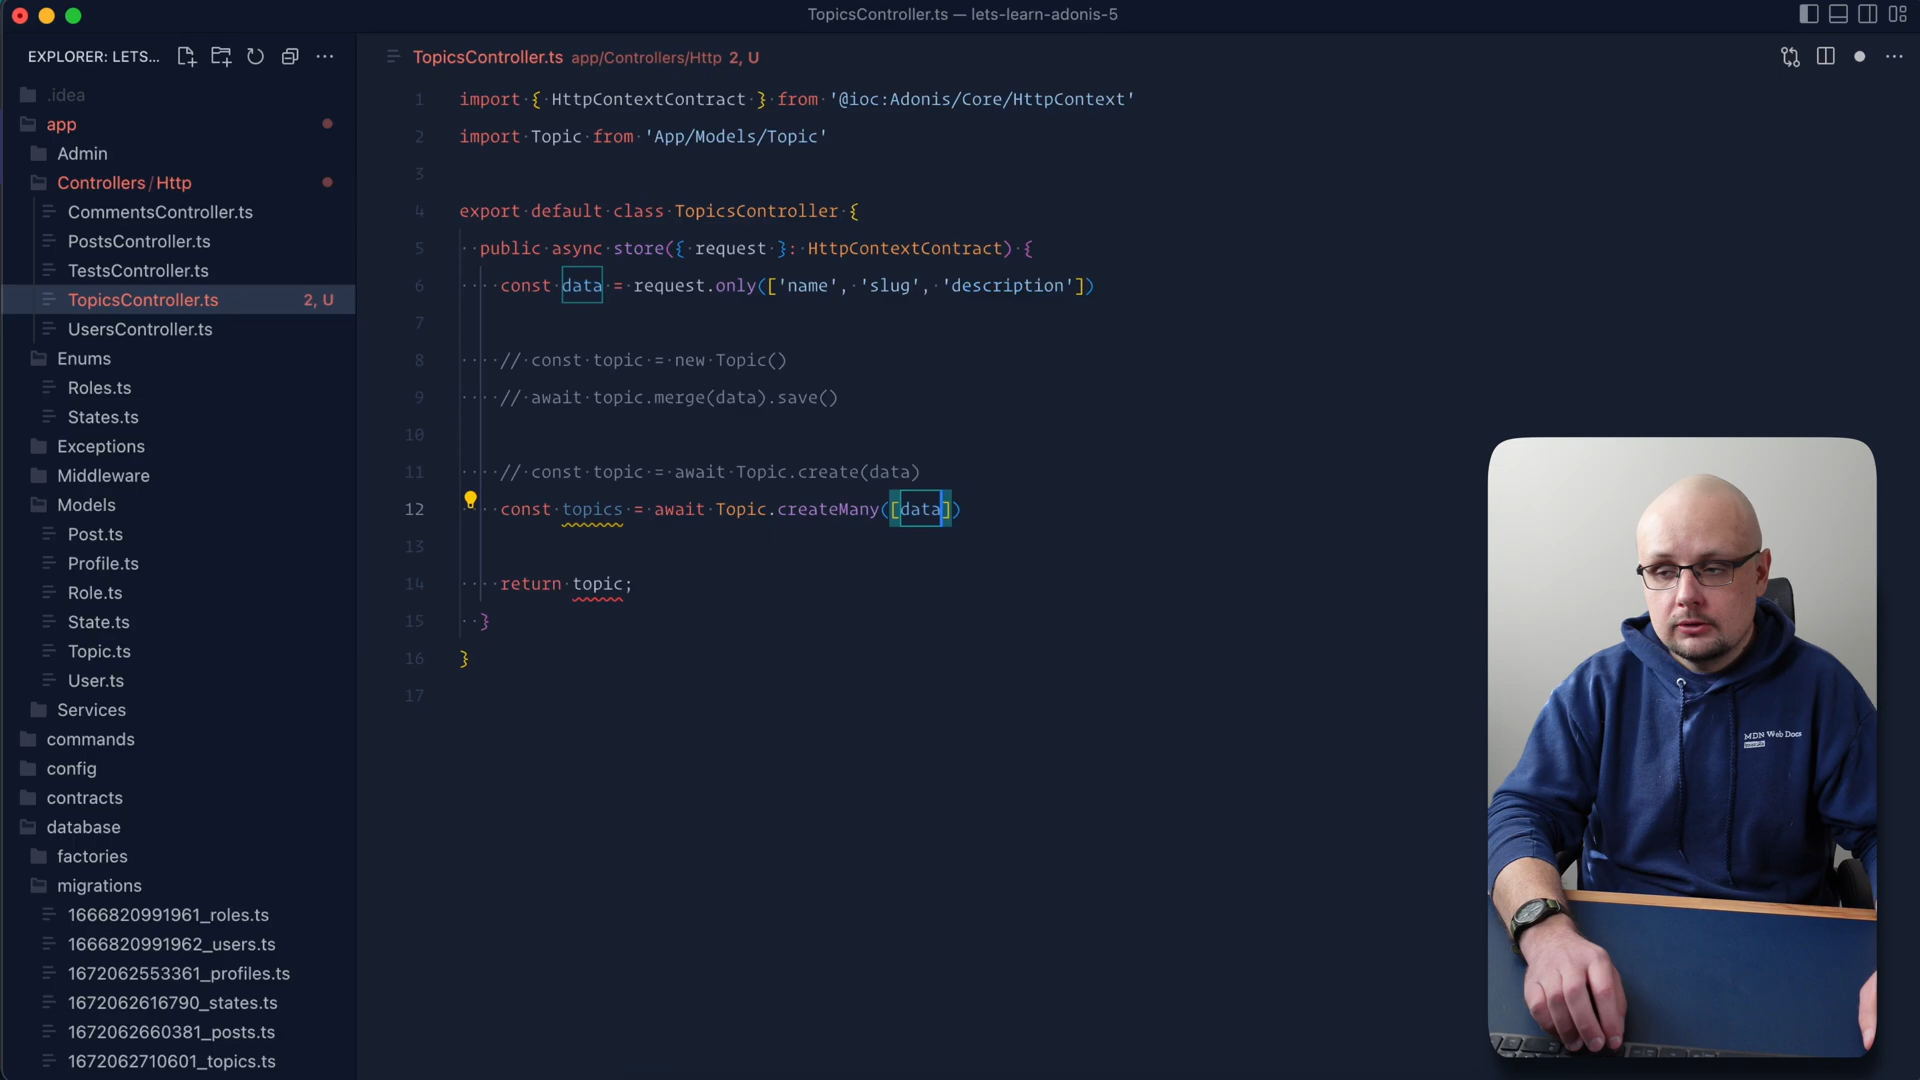 TopicsController.ts — lets-learn-adonis-5
EXPLORER: LETS...
.idea
app
Admin
Controllers/Http
CommentsController.ts
PostsController.ts
TestsController.ts
TopicsController.ts 2, U
UsersController.ts
Enums
Roles.ts
States.ts
Exceptions
Middleware
Models
Post.ts
Profile.ts
Role.ts
State.ts
Topic.ts
User.ts
Services
commands
config
contracts
database
factories
migrations
1666820991961_roles.ts
1666820991962_users.ts
1672062553361_profiles.ts
1672062616790_states.ts
1672062660381_posts.ts
1672062710601_topics.ts
TopicsController.ts app/Controllers/Http 2, U
1 import { HttpContextContract } from '@ioc:Adonis/Core/HttpContext'
2 import Topic from 'App/Models/Topic'
3
4 export default class TopicsController {
5 public async store({ request }: HttpContextContract) {
6 const data = request.only(['name', 'slug', 'description'])
7
8 // const topic = new Topic()
9 // await topic.merge(data).save()
10
11 // const topic = await Topic.create(data)
12 const topics = await Topic.createMany([data])
13
14 return topic;
15 }
16 }
17
MDN Web Docs